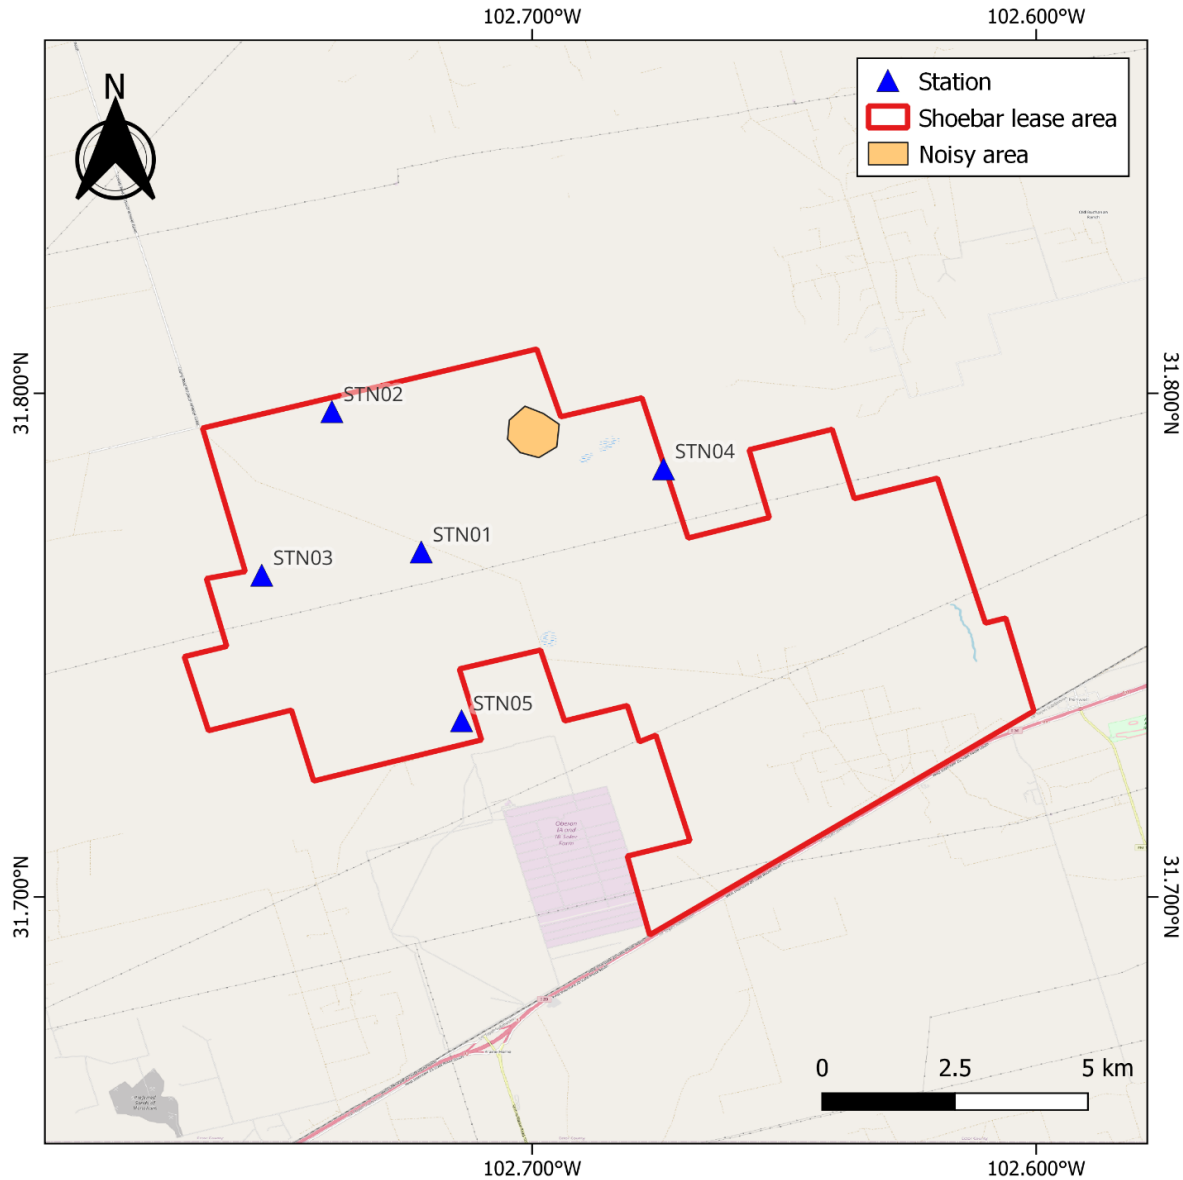 102.700°W
102.600°W
N
Station
Shoebar lease area
Noisy area
31.800°N
31.800°N
STN02
STN04
STN01
STN03
STN05
31.700°N
31.700°N
0
2.5
5 km
102.700°W
102.600°W